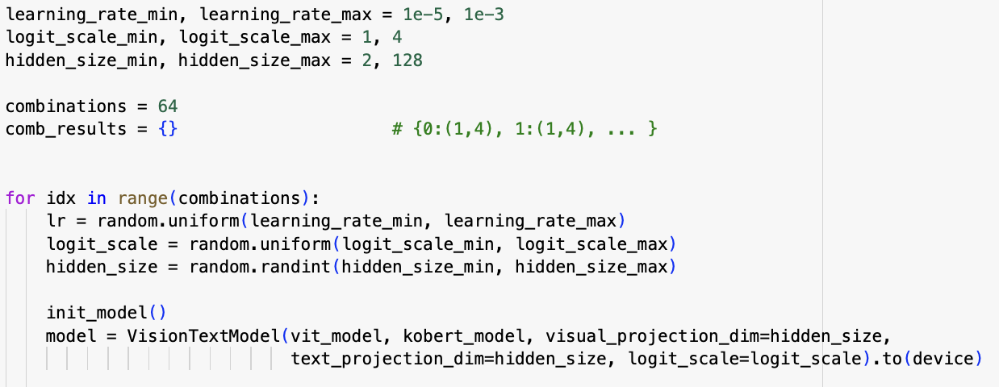 learning_rate_min, learning_rate_max = 1e-5, 1e-3
logit_scale_min, logit_scale_max = 1, 4
hidden_size_min, hidden_size_max = 2, 128
combinations = 64
comb_results = {}                     # {0:(1,4), 1:(1,4), ... }
for idx in range(combinations):
    lr = random.uniform(learning_rate_min, learning_rate_max)
    logit_scale = random.uniform(logit_scale_min, logit_scale_max)
    hidden_size = random.randint(hidden_size_min, hidden_size_max)
    init_model()
    model = VisionTextModel(vit_model, kobert_model, visual_projection_dim=hidden_size,
                            text_projection_dim=hidden_size, logit_scale=logit_scale).to(device)